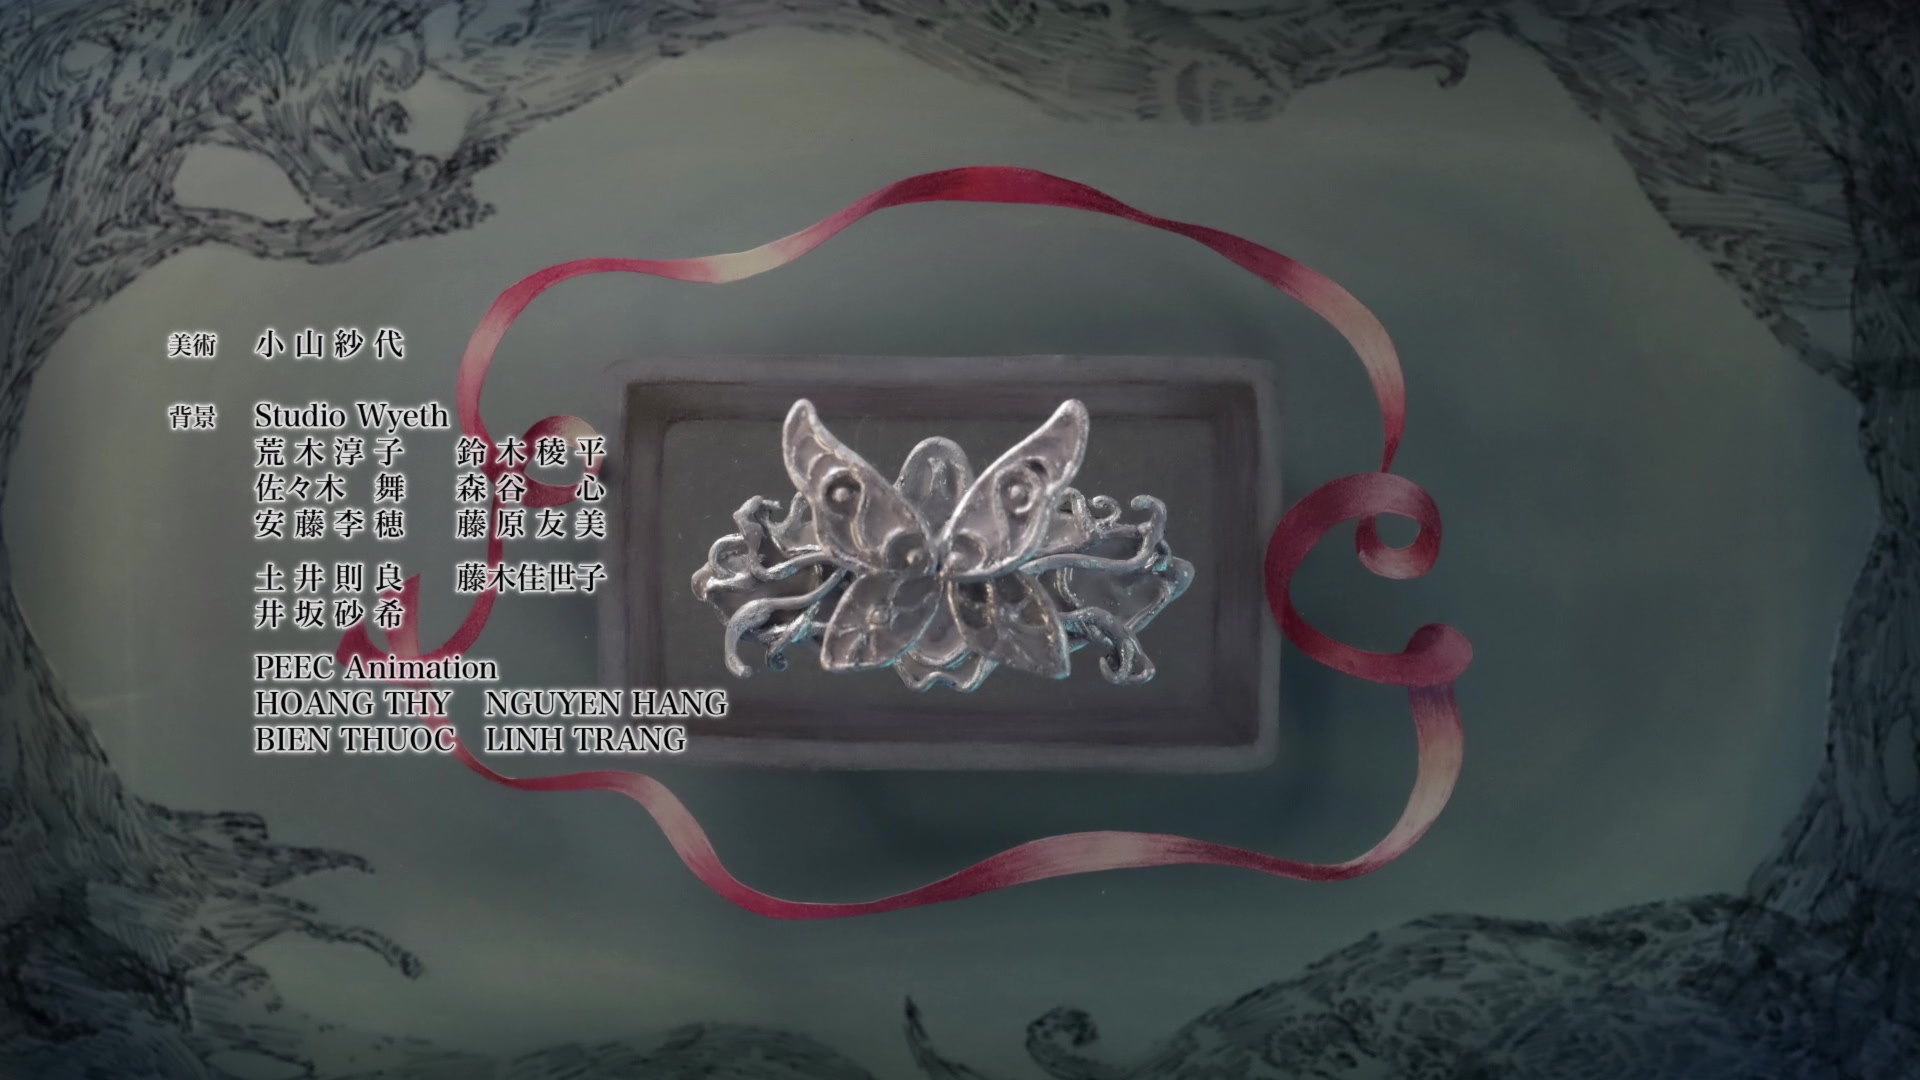 美術 小山紗代
背景 Studio Wyeth
荒木淳子 鈴木稜平
佐々木 舞 森谷 心
安藤李穂 藤原友美
土井則良 藤木佳世子
井坂砂希
PEEC Animation
HOANG THY NGUYEN HANG
BIEN THUOC LINH TRANG